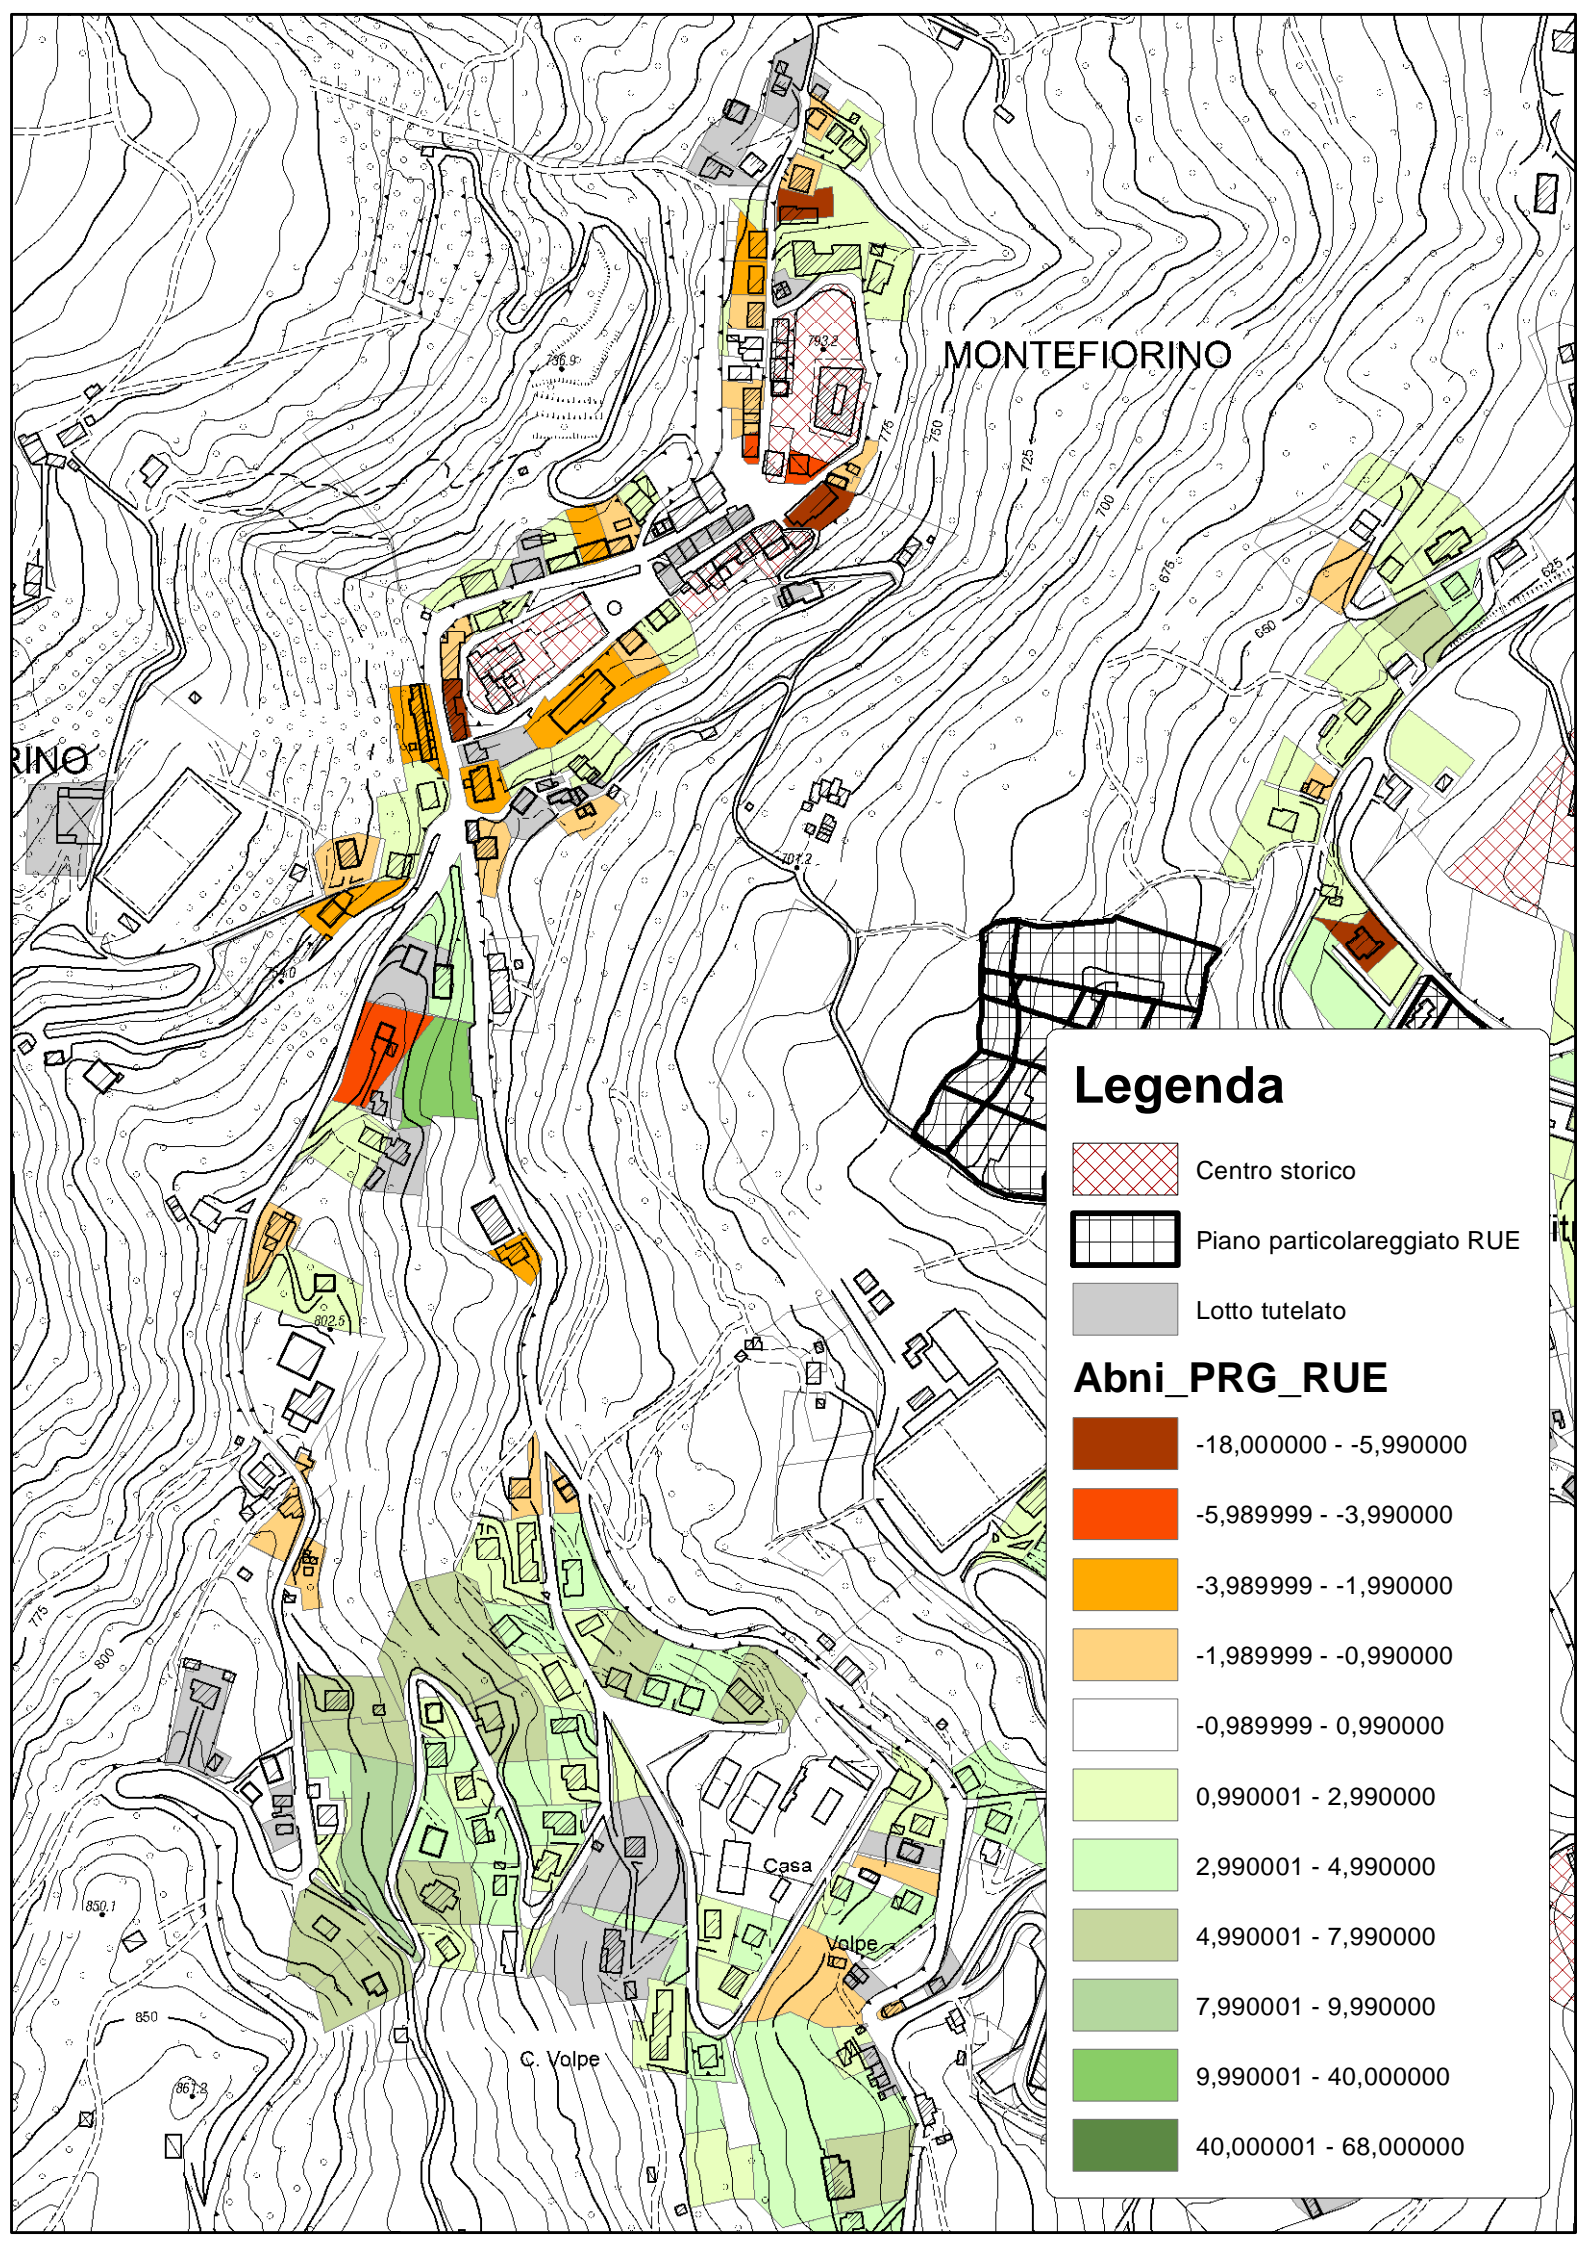 MONTEFIORINO
793.2
736.9
775
750
725
700
675
650
625
RINO
701.2
764.0
802.5
775
800
850.1
850
861.2
Casa
Volpe
C. Volpe
Legenda
Centro storico
Piano particolareggiato RUE
Lotto tutelato
Abni_PRG_RUE
-18,000000 - -5,990000
-5,989999 - -3,990000
-3,989999 - -1,990000
-1,989999 - -0,990000
-0,989999 - 0,990000
0,990001 - 2,990000
2,990001 - 4,990000
4,990001 - 7,990000
7,990001 - 9,990000
9,990001 - 40,000000
40,000001 - 68,000000